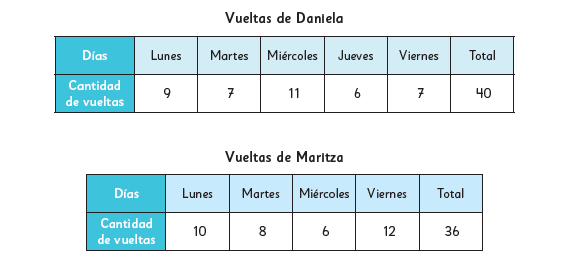 Vueltas de Daniela
Días Lunes Martes Miércoles Jueves Viernes Total
Cantidad
de vueltas 9 7 11 6 7 40
Vueltas de Maritza
Días Lunes Martes Miércoles Viernes Total
Cantidad
de vueltas 10 8 6 12 36